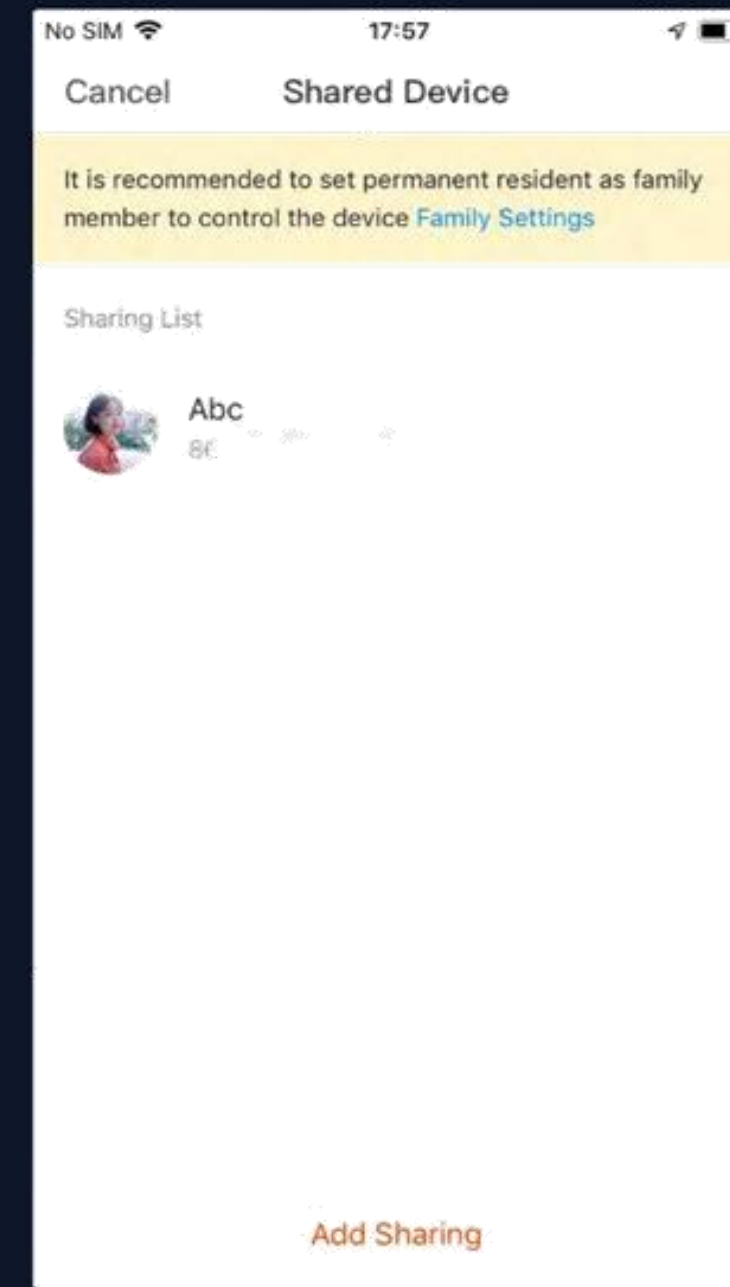 No SIM
17:57
Cancel
Shared Device
It is recommended to set permanent resident as family
member to control the device Family Settings
Sharing List
Abc
Add Sharing